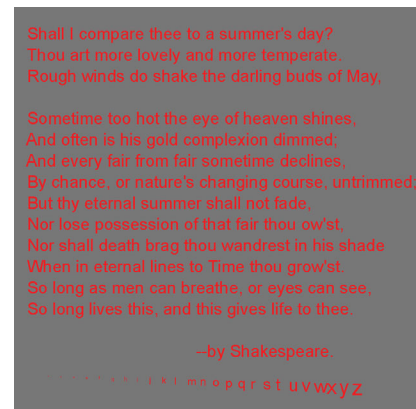 Shall I compare thee to a summer's day?
Thou art more lovely and more temperate.
Rough winds do shake the darling buds of May,
Sometime too hot the eye of heaven shines,
And often is his gold complexion dimmed;
And every fair from fair sometime declines,
By chance, or nature's changing course, untrimmed;
But thy eternal summer shall not fade,
Nor lose possession of that fair thou ow'st,
Nor shall death brag thou wandrest in his shade
When in eternal lines to Time thou grow'st.
So long as men can breathe, or eyes can see,
So long lives this, and this gives life to thee.
--by Shakespeare.
j k l m n o p q r s t u v w x y z